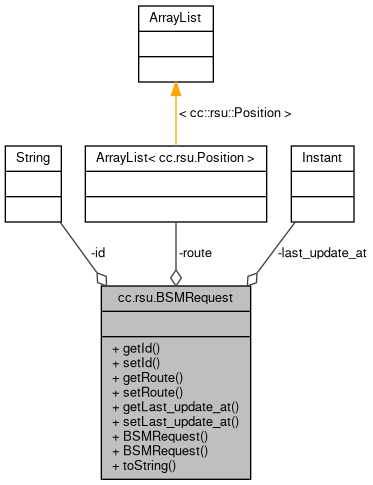 ArrayList
< cc::rsu::Position >
String
ArrayList< cc.rsu.Position >
Instant
-id
-route
-last_update_at
cc.rsu.BSMRequest
+ getId()
+ setId()
+ getRoute()
+ setRoute()
+ getLast_update_at()
+ setLast_update_at()
+ BSMRequest()
+ BSMRequest()
+ toString()